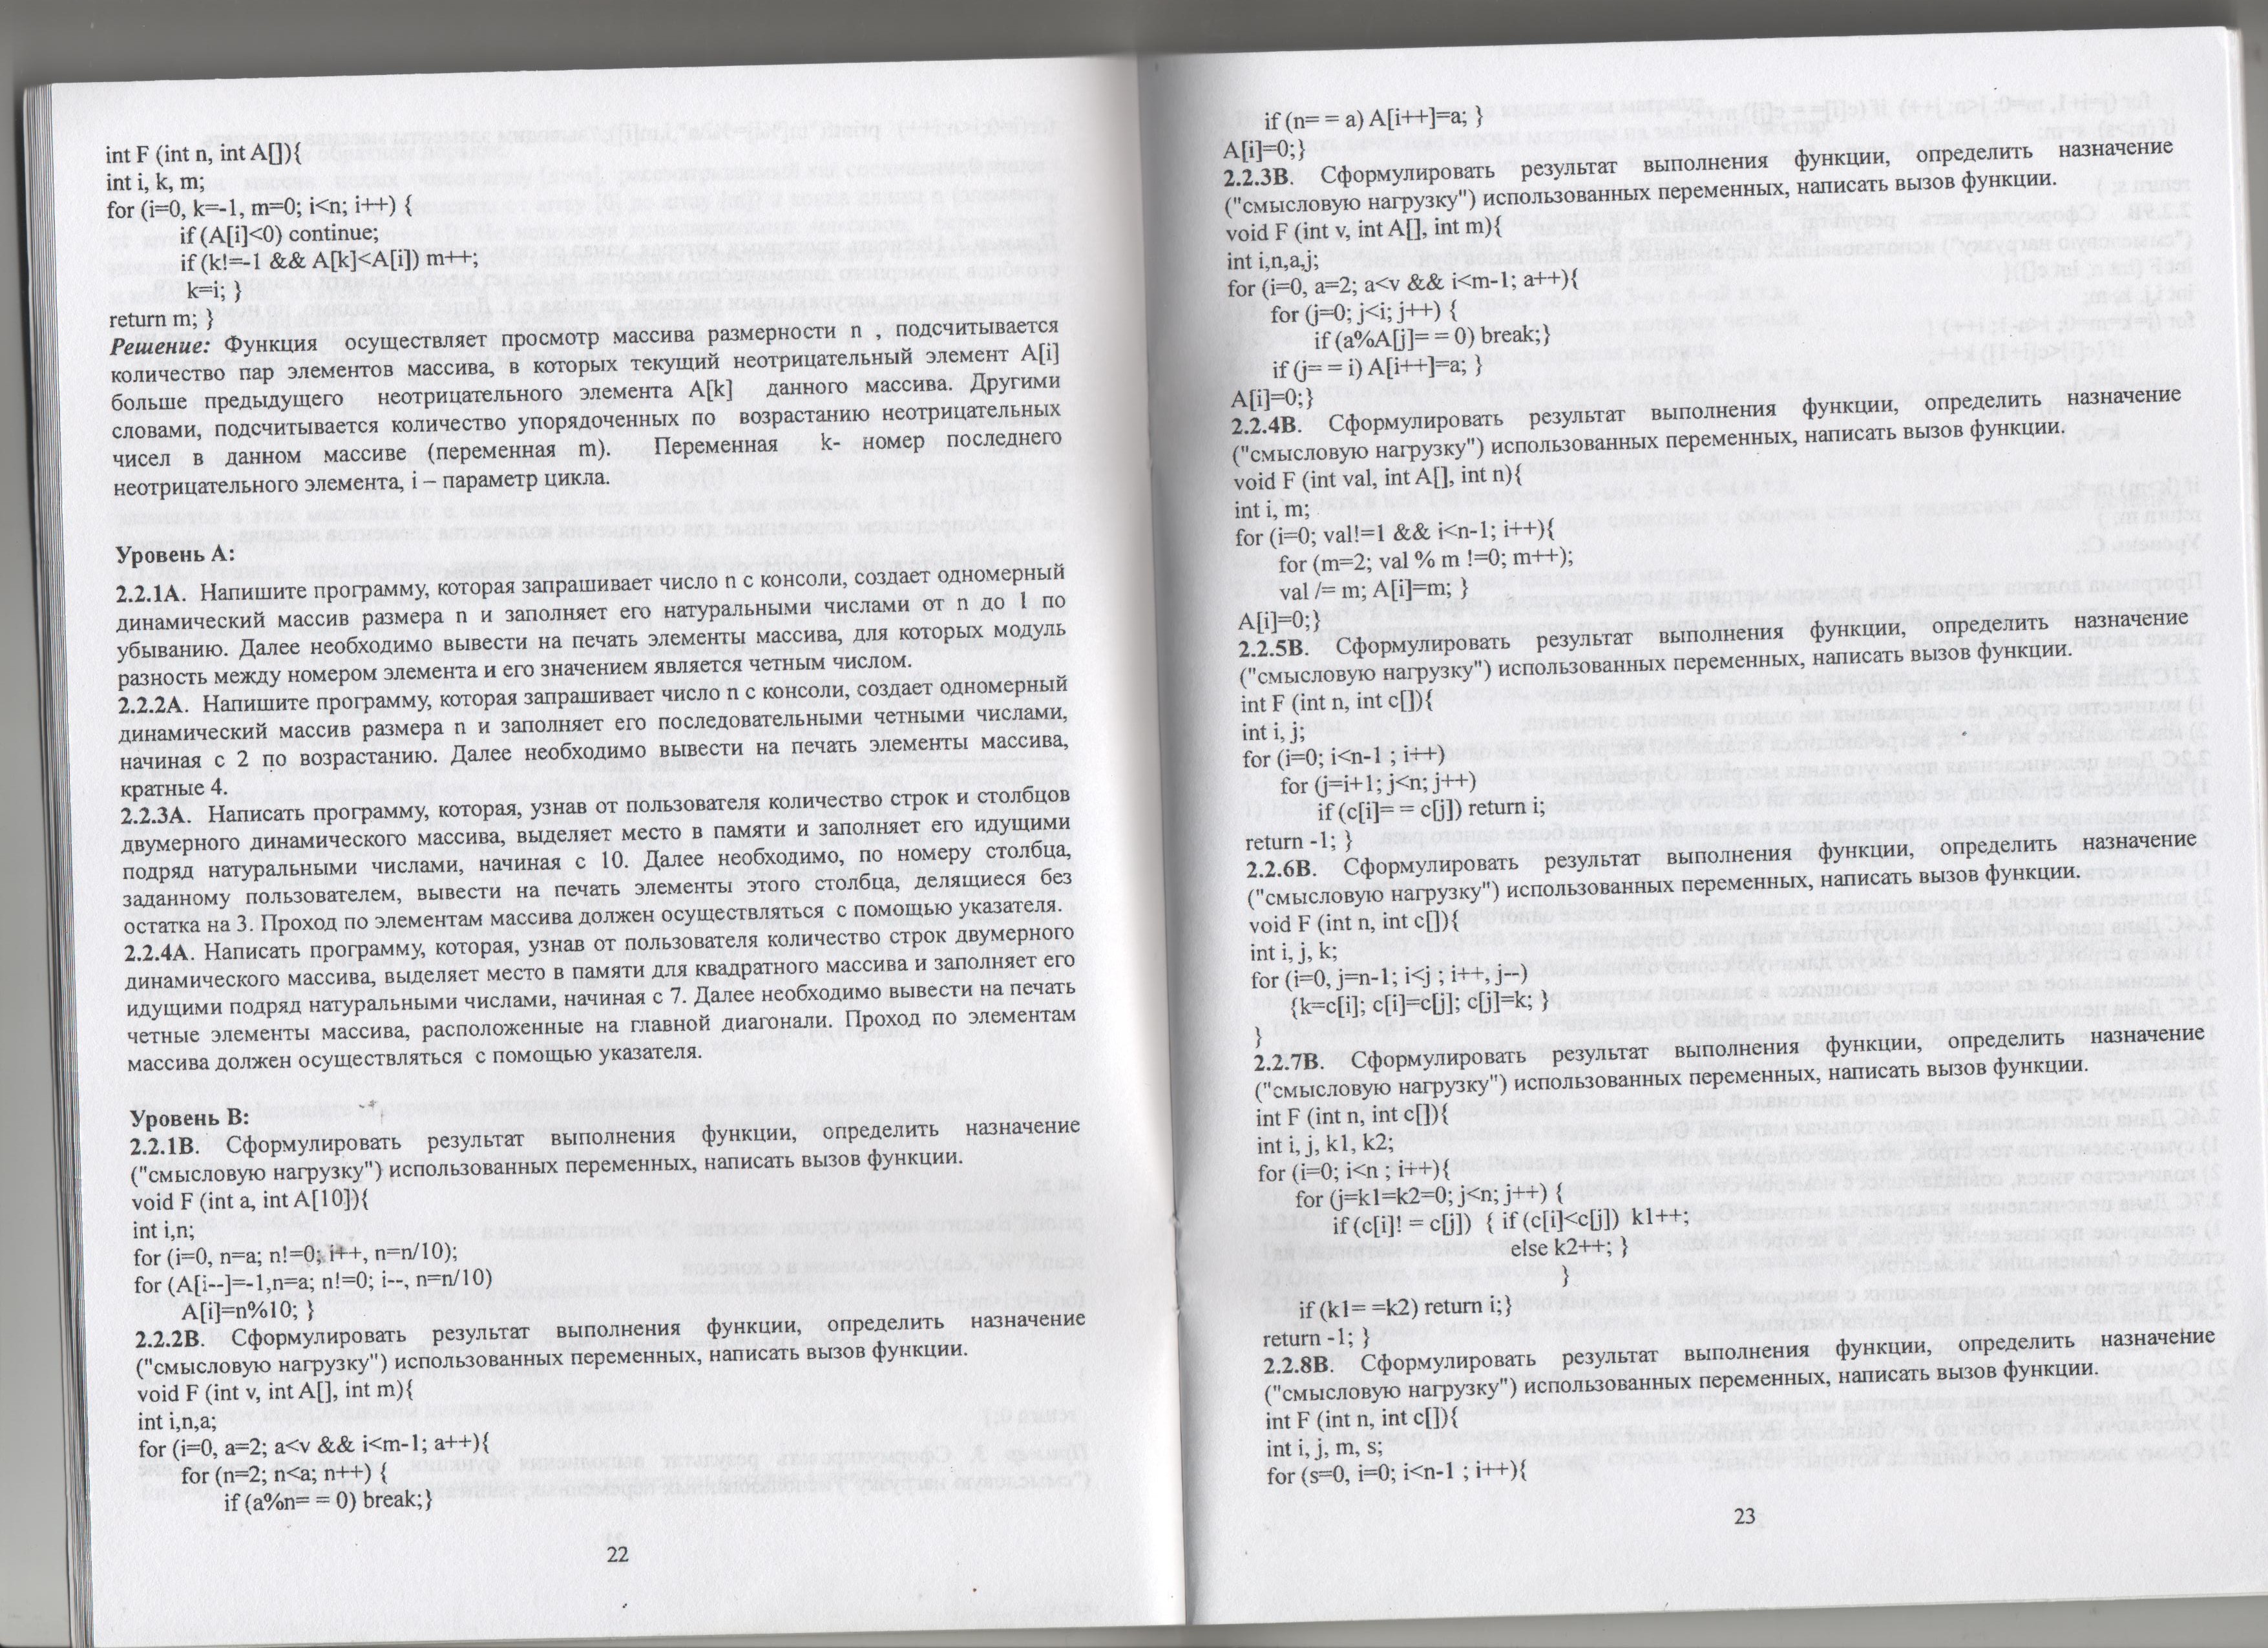 int F (int n, int A[]){
int i, k, m;
for (i=0, k=-1, m=0; i<n; i++) {
if (A[i]<0) continue;
if (k!=-1 && A[k]<A[i]) m++;
k=i; }
return m; }
Решение: Функция осуществляет просмотр массива размерности n , подсчитывается
количество пар элементов массива, в которых текущий неотрицательный элемент A[i]
больше предыдущего неотрицательного элемента A[k] данного массива. Другими
словами, подсчитывается количество упорядоченных по возрастанию неотрицательных
чисел в данном массиве (переменная m). Переменная k- номер последнего
неотрицательного элемента, i – параметр цикла.
Уровень А:
2.2.1А. Напишите программу, которая запрашивает число n с консоли, создает одномерный
динамический массив размера n и заполняет его натуральными числами от n до 1 по
убыванию. Далее необходимо вывести на печать элементы массива, для которых модуль
разность между номером элемента и его значением является четным числом.
2.2.2А. Напишите программу, которая запрашивает число n с консоли, создает одномерный
динамический массив размера n и заполняет его последовательными четными числами,
начиная с 2 по возрастанию. Далее необходимо вывести на печать элементы массива,
кратные 4.
2.2.3А. Написать программу, которая, узнав от пользователя количество строк и столбцов
двумерного динамического массива, выделяет место в памяти и заполняет его идущими
подряд натуральными числами, начиная с 10. Далее необходимо, по номеру столбца,
заданному пользователем, вывести на печать элементы этого столбца, делящиеся без
остатка на 3. Проход по элементам массива должен осуществляться с помощью указателя.
2.2.4А. Написать программу, которая, узнав от пользователя количество строк двумерного
динамического массива, выделяет место в памяти для квадратного массива и заполняет его
идущими подряд натуральными числами, начиная с 7. Далее необходимо вывести на печать
четные элементы массива, расположенные на главной диагонали. Проход по элементам
массива должен осуществляться с помощью указателя.
Уровень В:
2.2.1В. Сформулировать результат выполнения функции, определить назначение
("смысловую нагрузку") использованных переменных, написать вызов функции.
void F (int a, int A[10]){
int i,n;
for (i=0, n=a; n!=0; i++, n=n/10);
for (A[i--]=-1,n=a; n!=0; i--, n=n/10)
A[i]=n%10; }
2.2.2В. Сформулировать результат выполнения функции, определить назначение
("смысловую нагрузку") использованных переменных, написать вызов функции.
void F (int v, int A[], int m){
int i,n,a;
for (i=0, a=2; a<v && i<m-1; a++){
for (n=2; n<a; n++) {
if (a%n= = 0) break;}
22
if (n= = a) A[i++]=a; }
A[i]=0;}
2.2.3В. Сформулировать результат выполнения функции, определить назначение
("смысловую нагрузку") использованных переменных, написать вызов функции.
void F (int v, int A[], int m){
int i,n,a,j;
for (i=0, a=2; a<v && i<m-1; a++){
for (j=0; j<i; j++) {
if (a%A[j]= = 0) break;}
if (j= = i) A[i++]=a; }
A[i]=0;}
2.2.4В. Сформулировать результат выполнения функции, определить назначение
("смысловую нагрузку") использованных переменных, написать вызов функции.
void F (int val, int A[], int n){
int i, m;
for (i=0; val!=1 && i<n-1; i++){
for (m=2; val % m !=0; m++);
val /= m; A[i]=m; }
A[i]=0;}
2.2.5В. Сформулировать результат выполнения функции, определить назначение
("смысловую нагрузку") использованных переменных, написать вызов функции.
int F (int n, int c[]){
int i, j;
for (i=0; i<n-1 ; i++)
for (j=i+1; j<n; j++)
if (c[i]= = c[j]) return i;
return -1; }
2.2.6В. Сформулировать результат выполнения функции, определить назначение
("смысловую нагрузку") использованных переменных, написать вызов функции.
void F (int n, int c[]){
int i, j, k;
for (i=0, j=n-1; i<j ; i++, j--)
{k=c[i]; c[i]=c[j]; c[j]=k; }
}
2.2.7В. Сформулировать результат выполнения функции, определить назначение
("смысловую нагрузку") использованных переменных, написать вызов функции.
int F (int n, int c[]){
int i, j, k1, k2;
for (i=0; i<n ; i++){
for (j=k1=k2=0; j<n; j++) {
if (c[i]! = c[j]) { if (c[i]<c[j]) k1++;
else k2++; }
}
if (k1= =k2) return i;}
return -1; }
2.2.8В. Сформулировать результат выполнения функции, определить назначение
("смысловую нагрузку") использованных переменных, написать вызов функции.
int F (int n, int c[]){
int i, j, m, s;
for (s=0, i=0; i<n-1 ; i++){
23